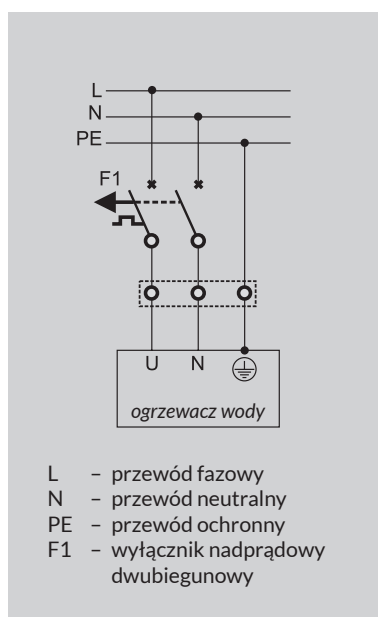 L
N
PE
F1
U N
ogrzewacz wody
L – przewód fazowy
N – przewód neutralny
PE – przewód ochronny
F1 – wyłącznik nadprądowy
dwubiegunowy